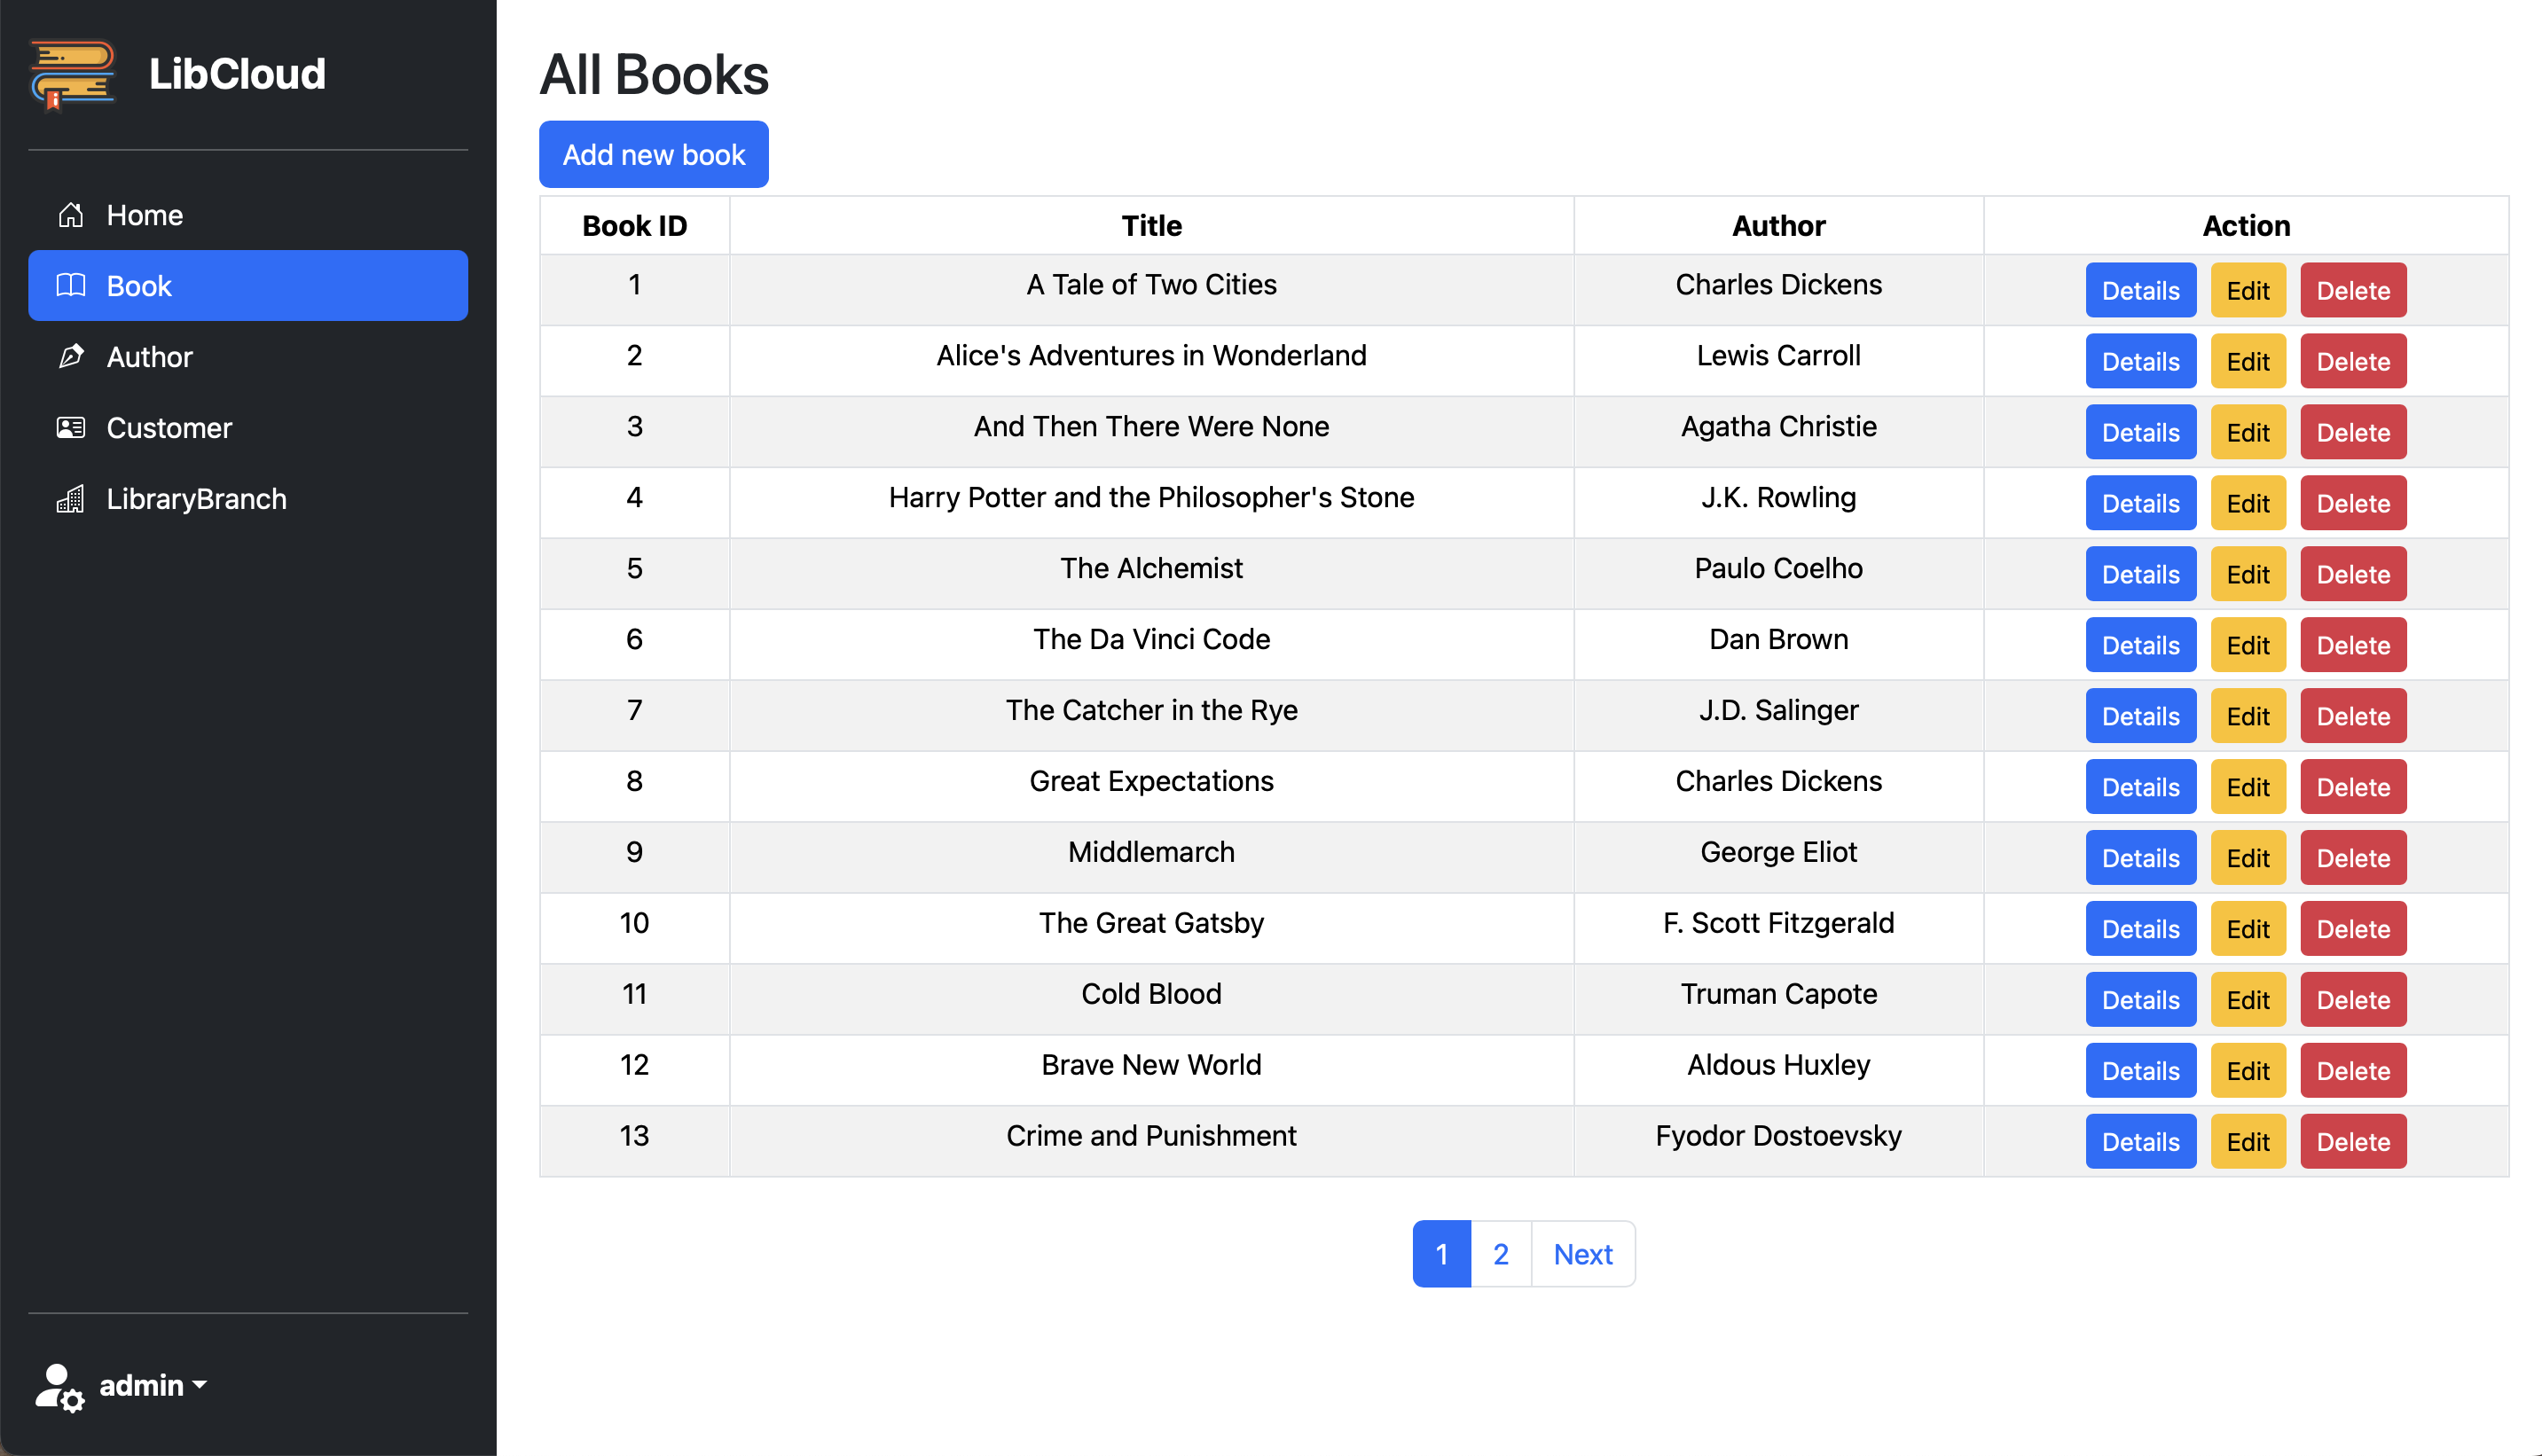 LibCloud
Home
Book
Author
Customer
LibraryBranch
admin
All Books
Add new book
Book ID Title Author Action
1 A Tale of Two Cities Charles Dickens Details Edit Delete
2 Alice's Adventures in Wonderland Lewis Carroll Details Edit Delete
3 And Then There Were None Agatha Christie Details Edit Delete
4 Harry Potter and the Philosopher's Stone J.K. Rowling Details Edit Delete
5 The Alchemist Paulo Coelho Details Edit Delete
6 The Da Vinci Code Dan Brown Details Edit Delete
7 The Catcher in the Rye J.D. Salinger Details Edit Delete
8 Great Expectations Charles Dickens Details Edit Delete
9 Middlemarch George Eliot Details Edit Delete
10 The Great Gatsby F. Scott Fitzgerald Details Edit Delete
11 Cold Blood Truman Capote Details Edit Delete
12 Brave New World Aldous Huxley Details Edit Delete
13 Crime and Punishment Fyodor Dostoevsky Details Edit Delete
1 2 Next